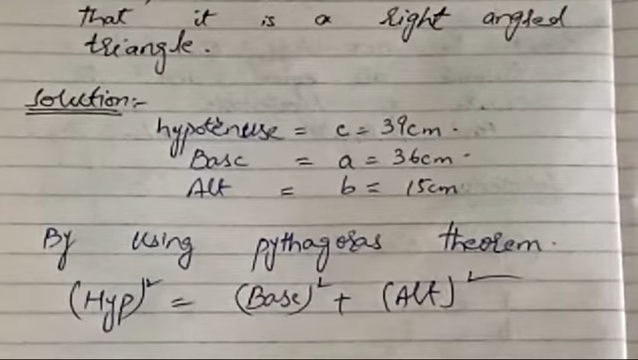 that it is a right angled
triangle.
Solution:-
hypotenuse = c = 39cm.
Base = a = 36cm.
Alt = b = 15cm
By using pythagoras theorem.
(Hyp)² = (Base)² + (Alt)²